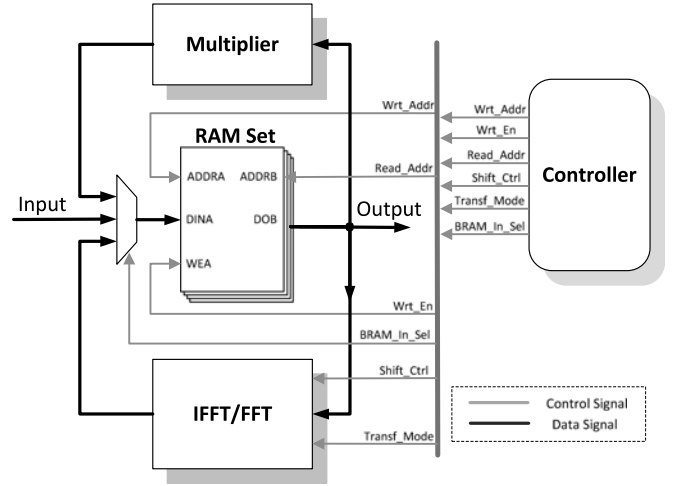 Multiplier
Wrt_Addr
Wrt_Addr
Wrt_En
RAM Set
Read_Addr
Read_Addr
ADDRA
ADDRB
Shift_Ctrl
Controller
Input
Transf_Mode
Output
DINA
DOB
BRAM_In_Sel
WEA
Wrt_En
BRAM_In_Sel
Shift_Ctrl
IFFT/FFT
Control Signal
Data Signal
Transf_Mode